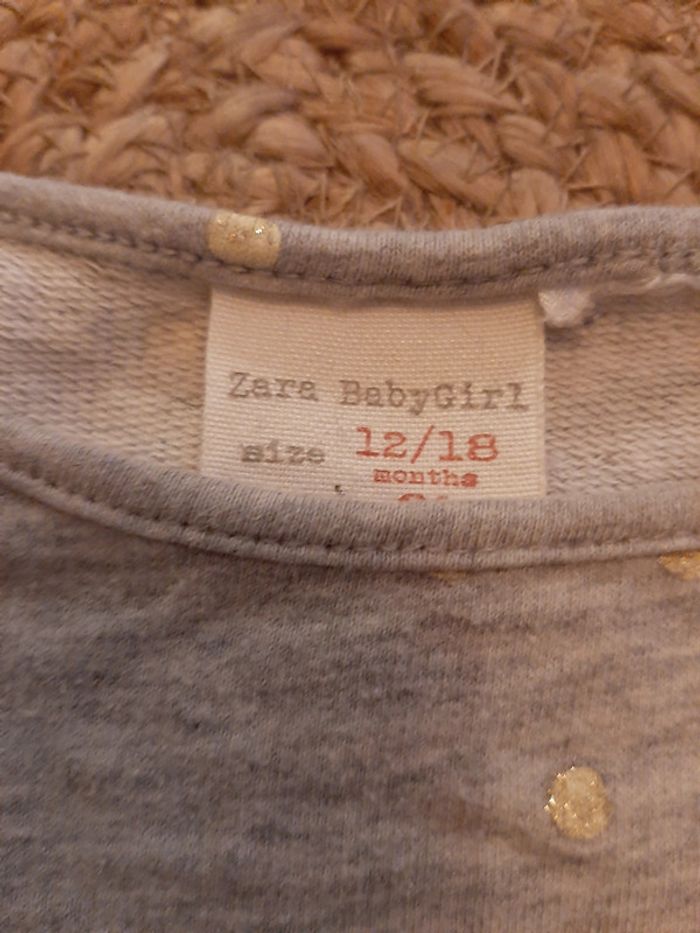 Zara BabyGirl
size 12/18
months